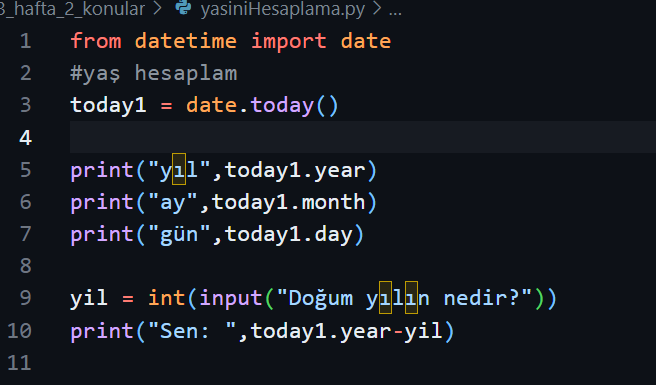 3_hafta_2_konular > yasiniHesaplama.py > ...
1 from datetime import date
2 #yaş hesaplam
3 today1 = date.today()
4
5 print("yıl",today1.year)
6 print("ay",today1.month)
7 print("gün",today1.day)
8
9 yil = int(input("Doğum yılın nedir?"))
10 print("Sen: ",today1.year-yil)
11